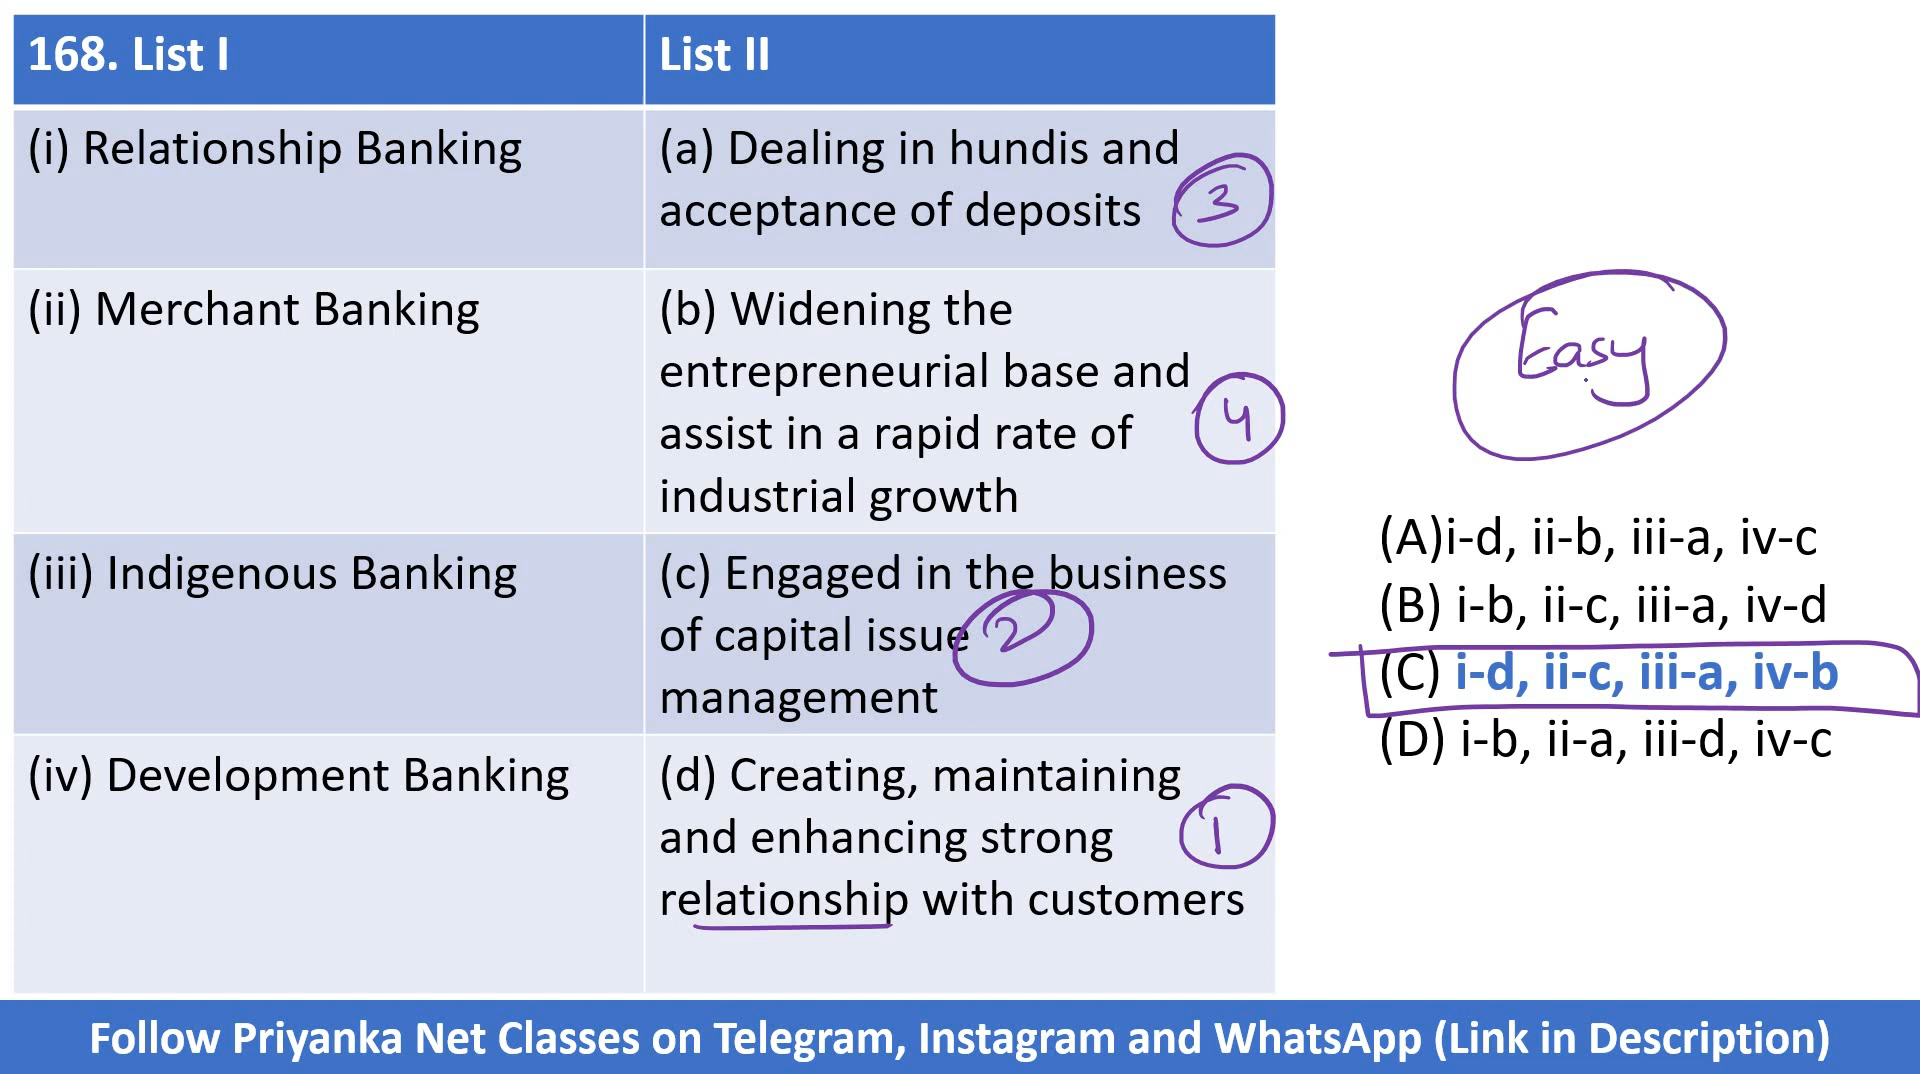 168. List I
List II
(i) Relationship Banking
(a) Dealing in hundis and
acceptance of deposits
3
(ii) Merchant Banking
(b) Widening the
entrepreneurial base and
assist in a rapid rate of
industrial growth
4
(iii) Indigenous Banking
(c) Engaged in the business
of capital issue
management
2
(iv) Development Banking
(d) Creating, maintaining
and enhancing strong
relationship with customers
1
Easy
(A)i-d, ii-b, iii-a, iv-c
(B) i-b, ii-c, iii-a, iv-d
(C) i-d, ii-c, iii-a, iv-b
(D) i-b, ii-a, iii-d, iv-c
Follow Priyanka Net Classes on Telegram, Instagram and WhatsApp (Link in Description)